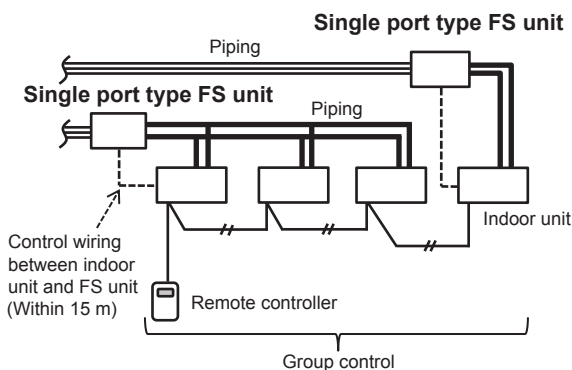 Single port type FS unit
Piping
Single port type FS unit
Piping
Indoor unit
Control wiring
between indoor
unit and FS unit
(Within 15 m)
Remote controller
Group control